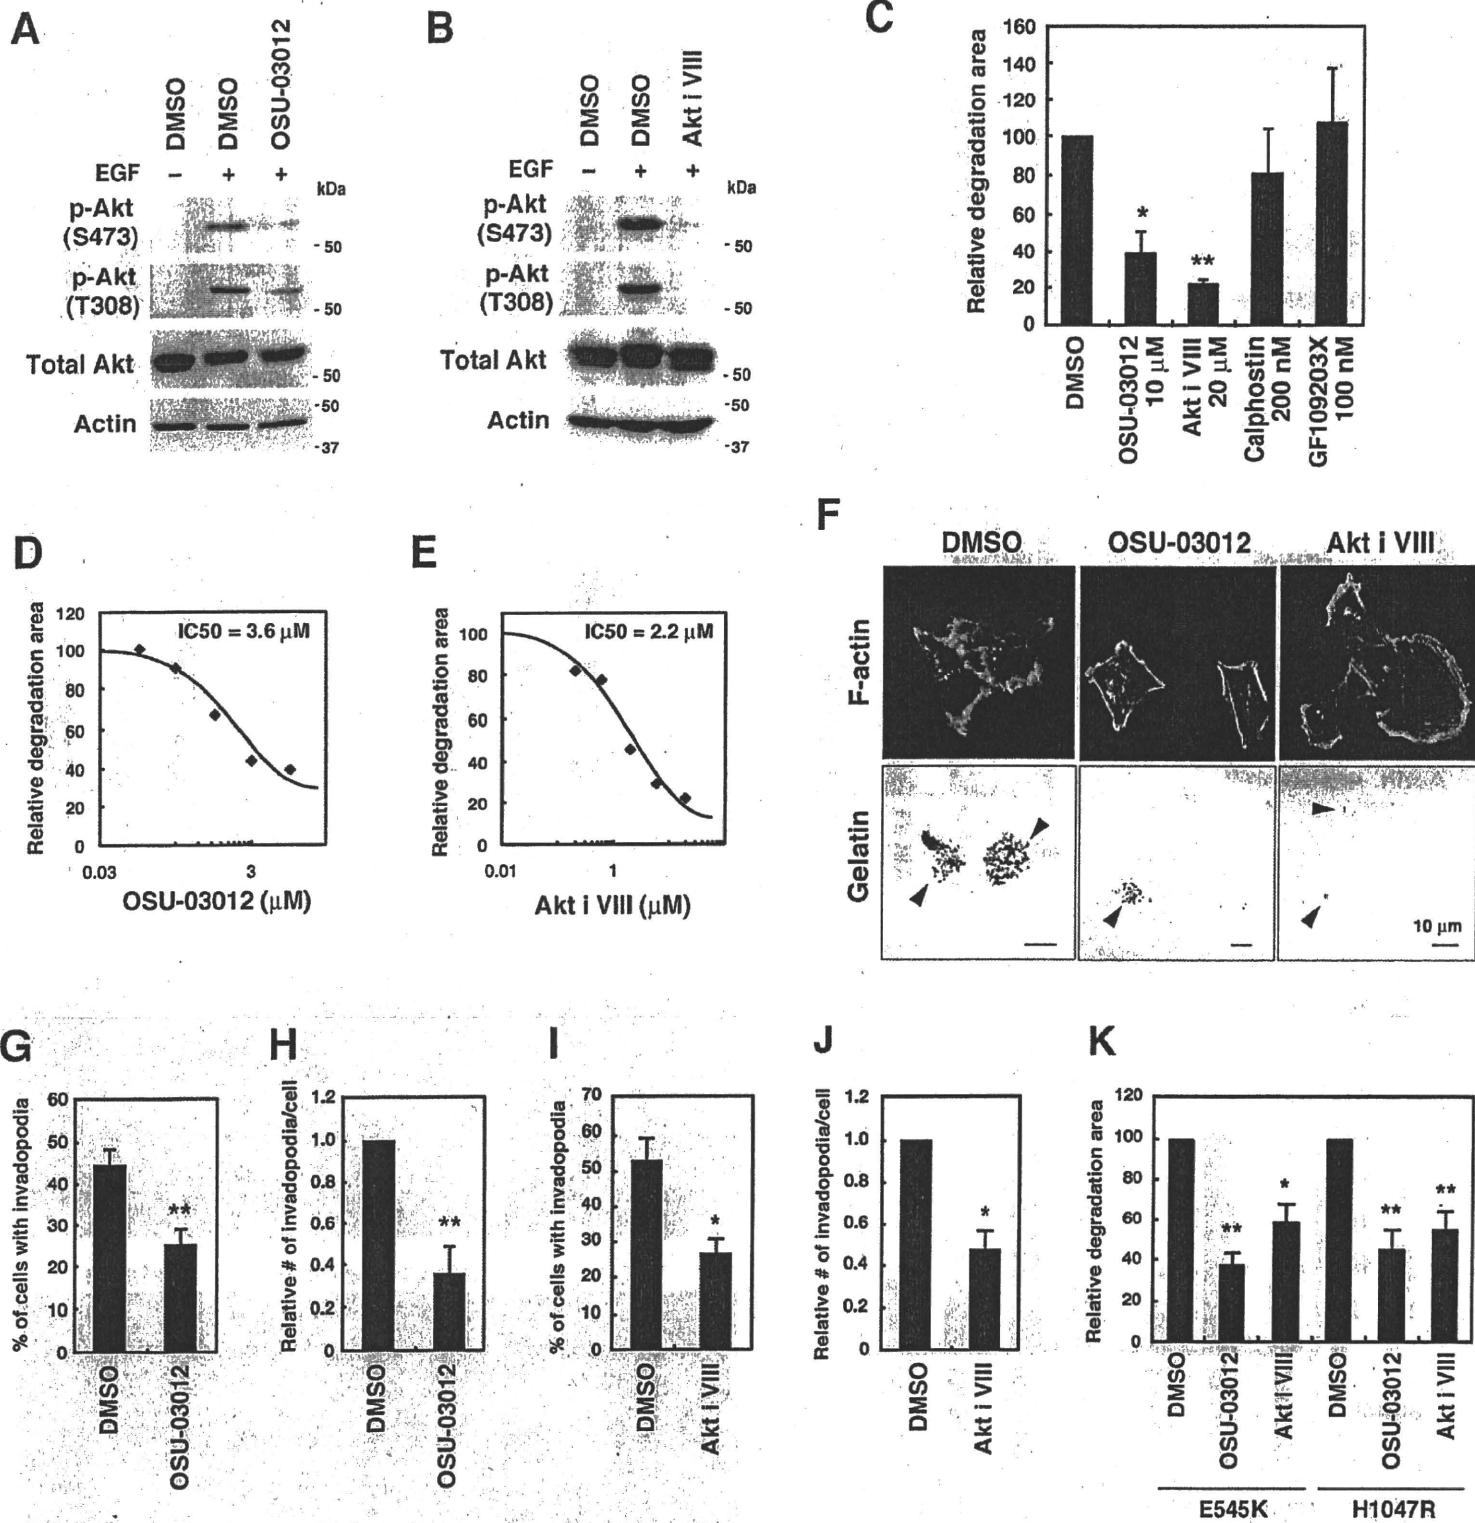 A
DMSO
DMSO
OSU-03012
EGF
−
+
+
kDa
p-Akt
(S473)
- 50
p-Akt
(T308)
- 50
Total Akt
- 50
-50
Actin
-37
B
DMSO
DMSO
Akt i VIII
EGF
−
+
+
kDa
p-Akt
(S473)
- 50
p-Akt
(T308)
- 50
Total Akt
- 50
-50
Actin
-37
C
Relative degradation area
160
140
120
100
80
60
40
20
0
*
**
DMSO
OSU-03012
10 µM
Akt i VIII
20 µM
Calphostin
200 nM
GF109203X
100 nM
D
Relative degradation area
120
100
80
60
40
20
0
IC50 = 3.6 µM
0.03
3
OSU-03012 (µM)
E
Relative degradation area
100
80
60
40
20
0
IC50 = 2.2 µM
0.01
1
Akt i VIII (µM)
F
DMSO
OSU-03012
Akt i VIII
F-actin
Gelatin
10 µm
G
% of cells with invadopodia
60
50
40
30
20
10
0
**
DMSO
OSU-03012
H
Relative # of invadopodia/cell
1.2
1.0
0.8
0.6
0.4
0.2
0
**
DMSO
OSU-03012
I
% of cells with invadopodia
70
60
50
40
30
20
10
0
*
DMSO
Akt i VIII
J
Relative # of invadopodia/cell
1.2
1.0
0.8
0.6
0.4
0.2
0
*
DMSO
Akt i VIII
K
Relative degradation area
120
100
80
60
40
20
0
**
*
**
**
DMSO
OSU-03012
Akt i VIII
DMSO
OSU-03012
Akt i VIII
E545K
H1047R